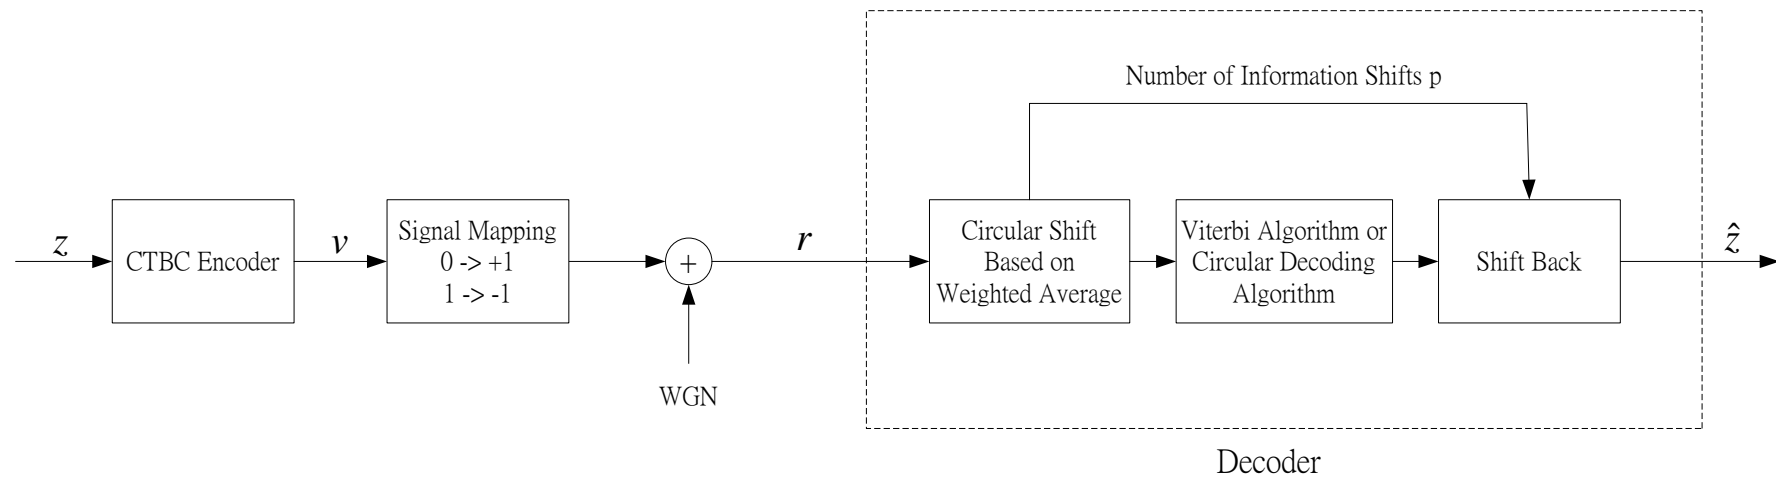 Number of Information Shifts p
z
CTBC Encoder
v
Signal Mapping
0 -> +1
1 -> -1
+
WGN
r
Circular Shift
Based on
Weighted Average
Viterbi Algorithm or
Circular Decoding
Algorithm
Shift Back
ẑ
Decoder